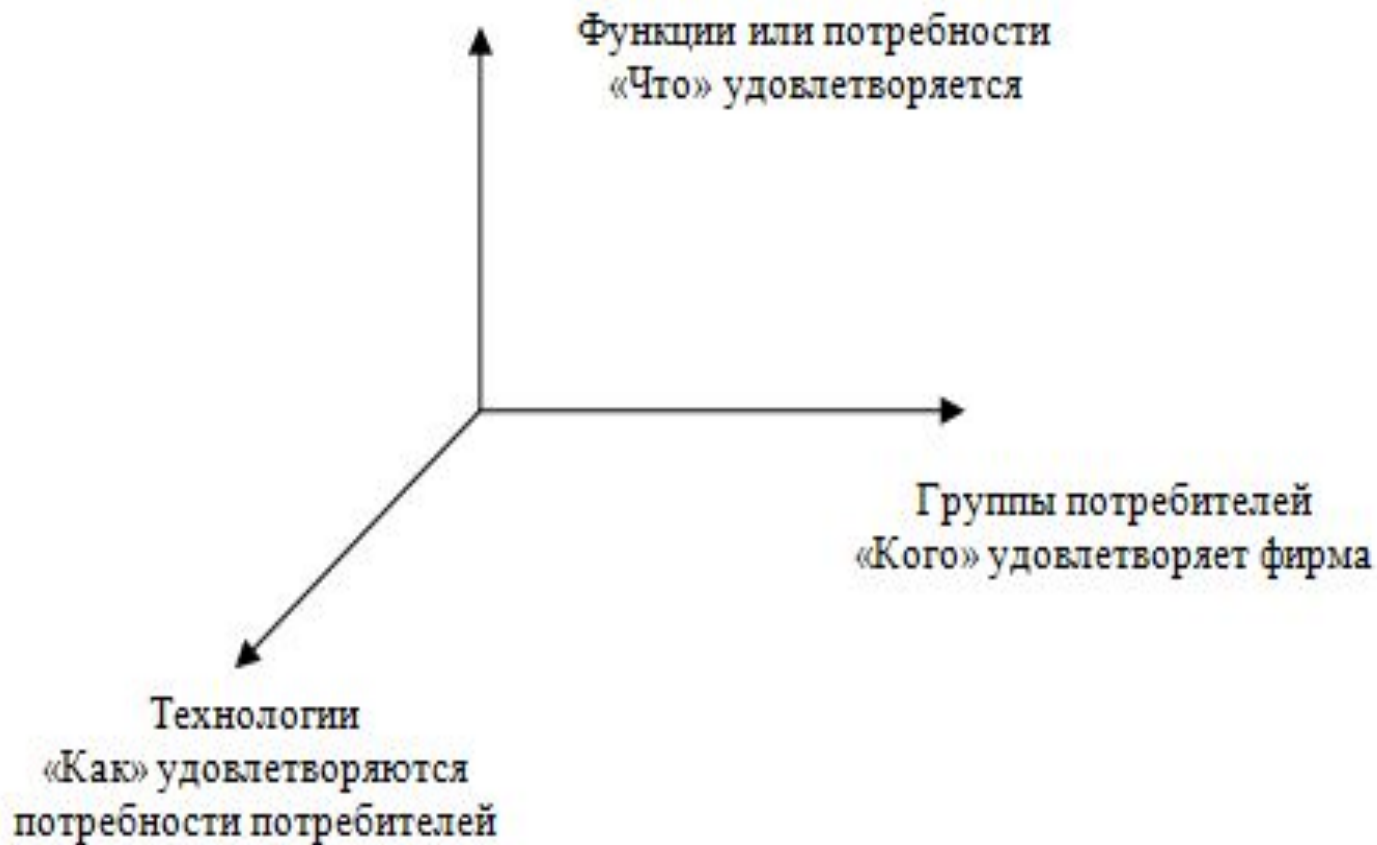 Функции или потребности
«Что» удовлетворяется
Группы потребителей
«Кого» удовлетворяет фирма
Технологии
«Как» удовлетворяются
потребности потребителей